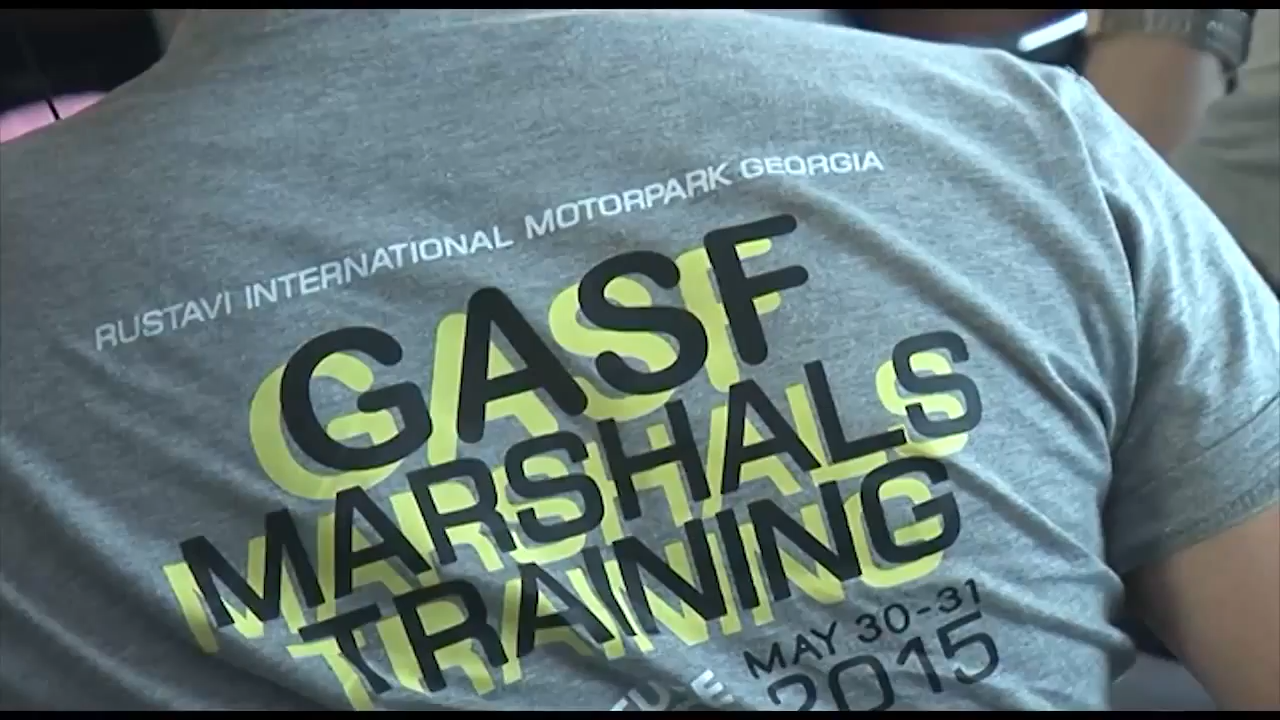 RUSTAVI INTERNATIONAL MOTORPARK GEORGIA
GASF
MARSHALS
TRAINING
MAY 30-31
2015